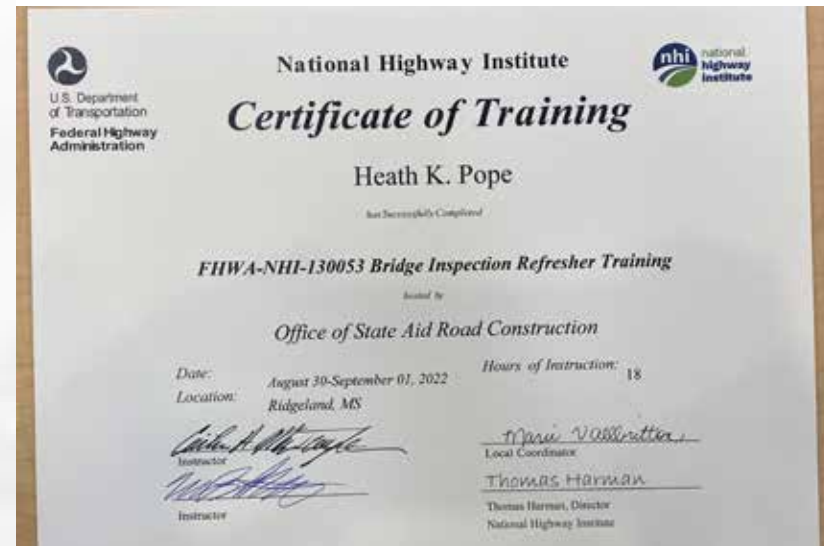 U.S. Department
of Transportation
Federal Highway
Administration
National Highway Institute
nhi national
highway
institute
Certificate of Training
Heath K. Pope
has Successfully Completed
FHWA-NHI-130053 Bridge Inspection Refresher Training
hosted by
Office of State Aid Road Construction
Date: August 30-September 01, 2022
Hours of Instruction: 18
Location: Ridgeland, MS
Instructor
Local Coordinator
Thomas Harman
Instructor
Thomas Harman, Director
National Highway Institute